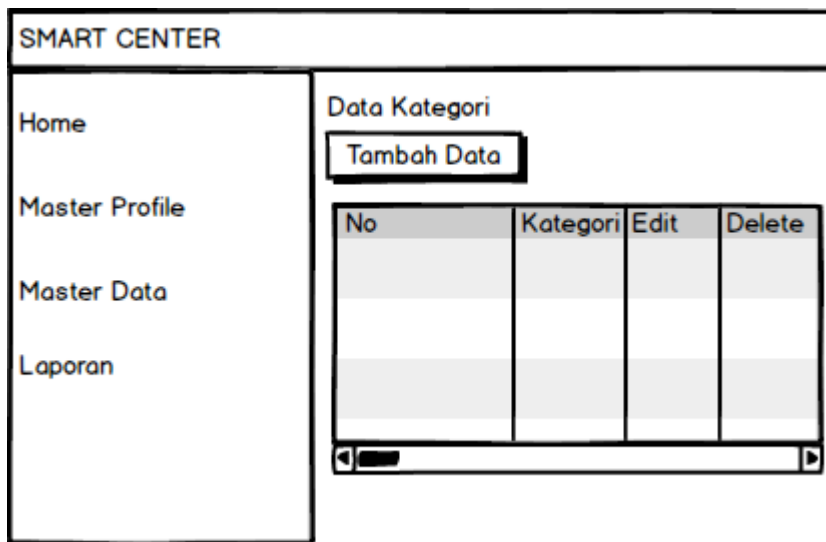 SMART CENTER
Home
Master Profile
Master Data
Laporan
Data Kategori
Tambah Data
No Kategori Edit Delete